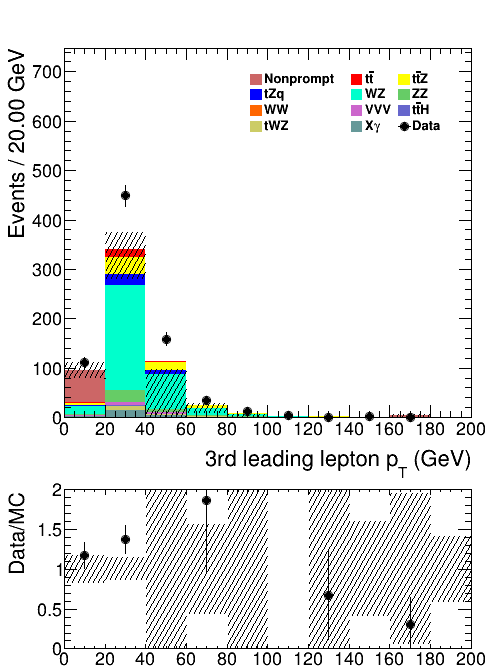 Events / 20.00 GeV
700
600
500
400
300
200
100
0
Nonprompt tt̄ tt̄Z
tZq WZ ZZ
WW VVV tt̄H
tWZ Xγ Data
0 20 40 60 80 100 120 140 160 180 200
3rd leading lepton p_T (GeV)
Data/MC
2
1.5
1
0.5
0
0 20 40 60 80 100 120 140 160 180 200